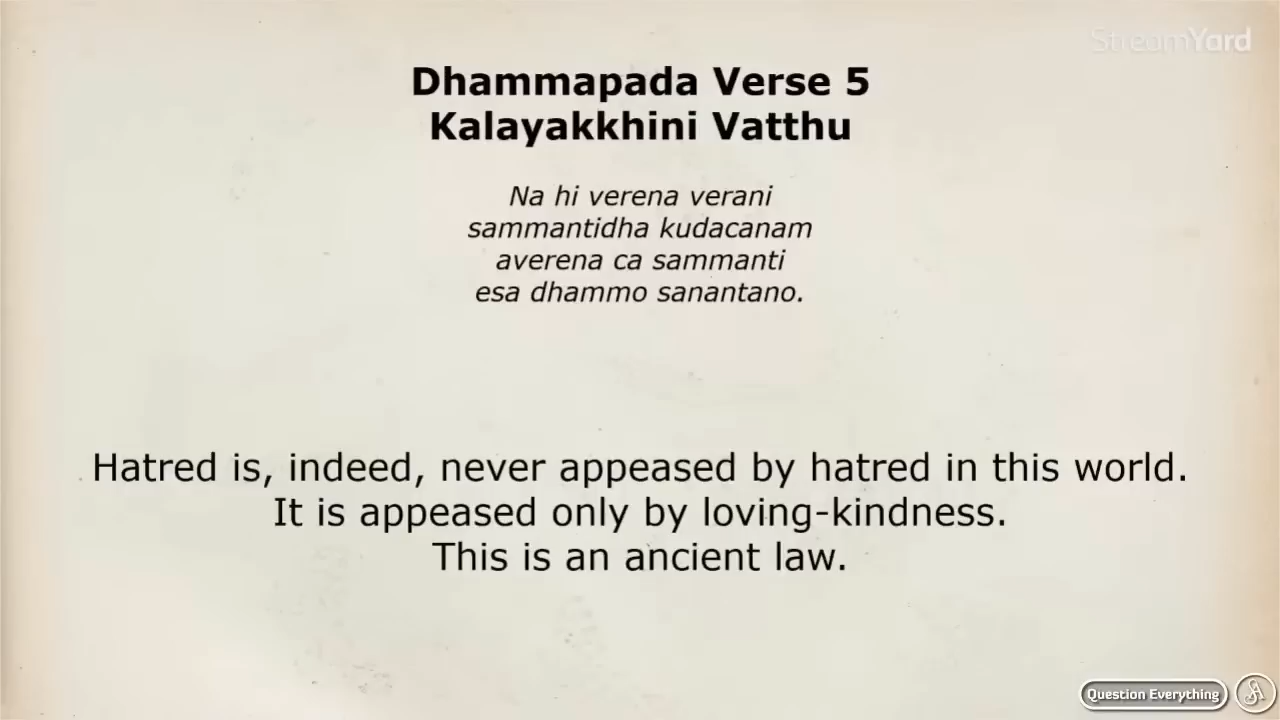 StreamYard
Dhammapada Verse 5
Kalayakkhini Vatthu
Na hi verena verani
sammantidha kudacanam
averena ca sammanti
esa dhammo sanantano.
Hatred is, indeed, never appeased by hatred in this world.
It is appeased only by loving-kindness.
This is an ancient law.
Question Everything